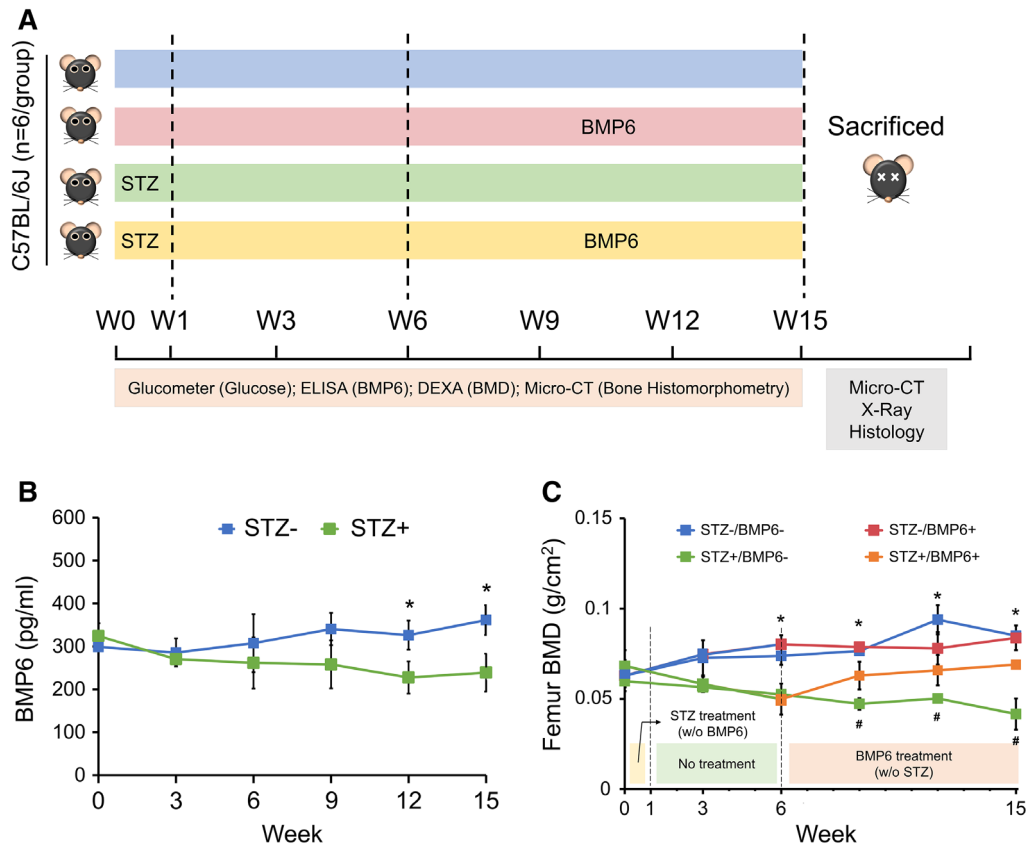 A
C57BL/6J (n=6/group)
BMP6
STZ
STZ
BMP6
Sacrificed
W0 W1 W3 W6 W9 W12 W15
Glucometer (Glucose); ELISA (BMP6); DEXA (BMD); Micro-CT (Bone Histomorphometry)
Micro-CT
X-Ray
Histology
B
STZ- STZ+
BMP6 (pg/ml)
600
500
400
300
200
100
0
* *
0 3 6 9 12 15
Week
C
STZ-/BMP6- STZ-/BMP6+
STZ+/BMP6- STZ+/BMP6+
Femur BMD (g/cm²)
0.15
0.1
0.05
0
* * * *
# # #
STZ treatment
(w/o BMP6)
No treatment
BMP6 treatment
(w/o STZ)
0 1 3 6 15
Week